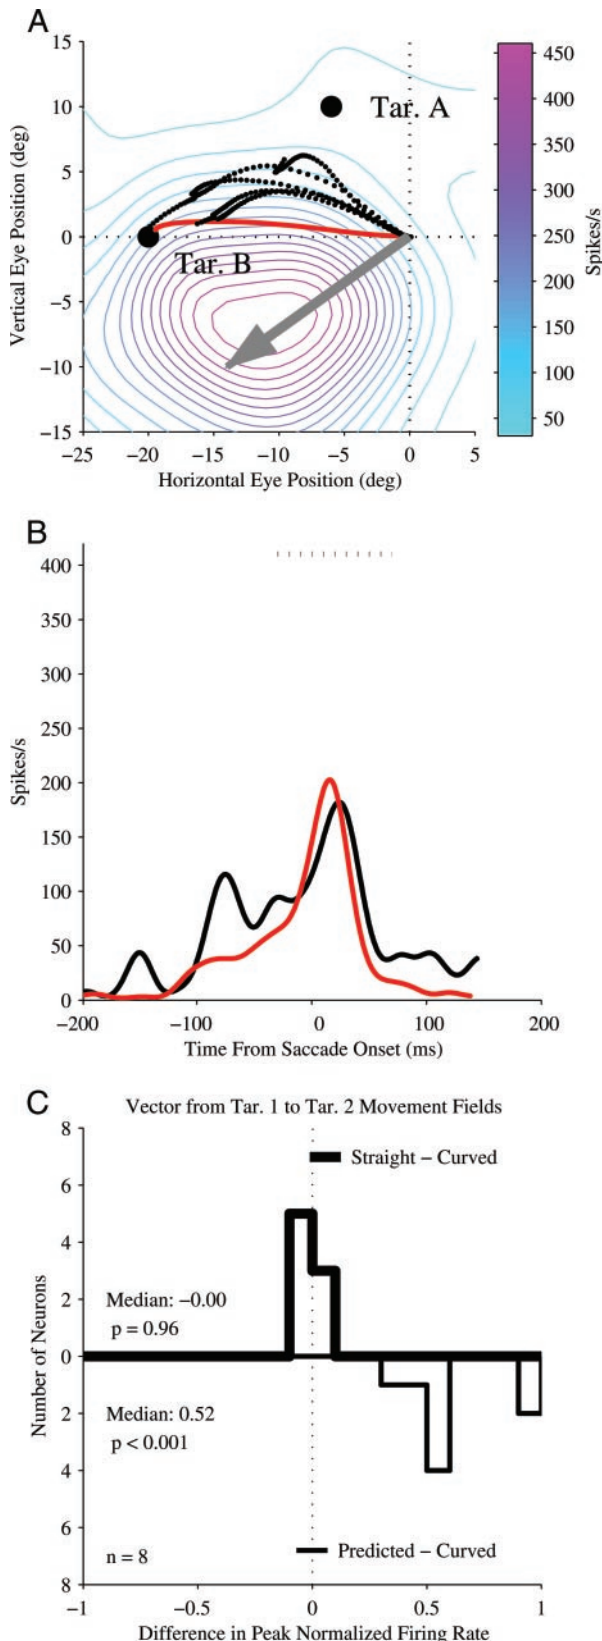 A
15
10
5
0
−5
−10
−15
Vertical Eye Position (deg)
Tar. A
Tar. B
−25
−20
−15
−10
−5
0
5
Horizontal Eye Position (deg)
450
400
350
300
250
200
150
100
50
Spikes/s
B
400
350
300
250
200
150
100
50
0
Spikes/s
−200
−100
0
100
200
Time From Saccade Onset (ms)
C
Vector from Tar. 1 to Tar. 2 Movement Fields
8
6
4
2
0
2
4
6
8
Number of Neurons
Straight − Curved
Median: −0.00
p = 0.96
Median: 0.52
p < 0.001
n = 8
Predicted − Curved
−1
−0.5
0
0.5
1
Difference in Peak Normalized Firing Rate